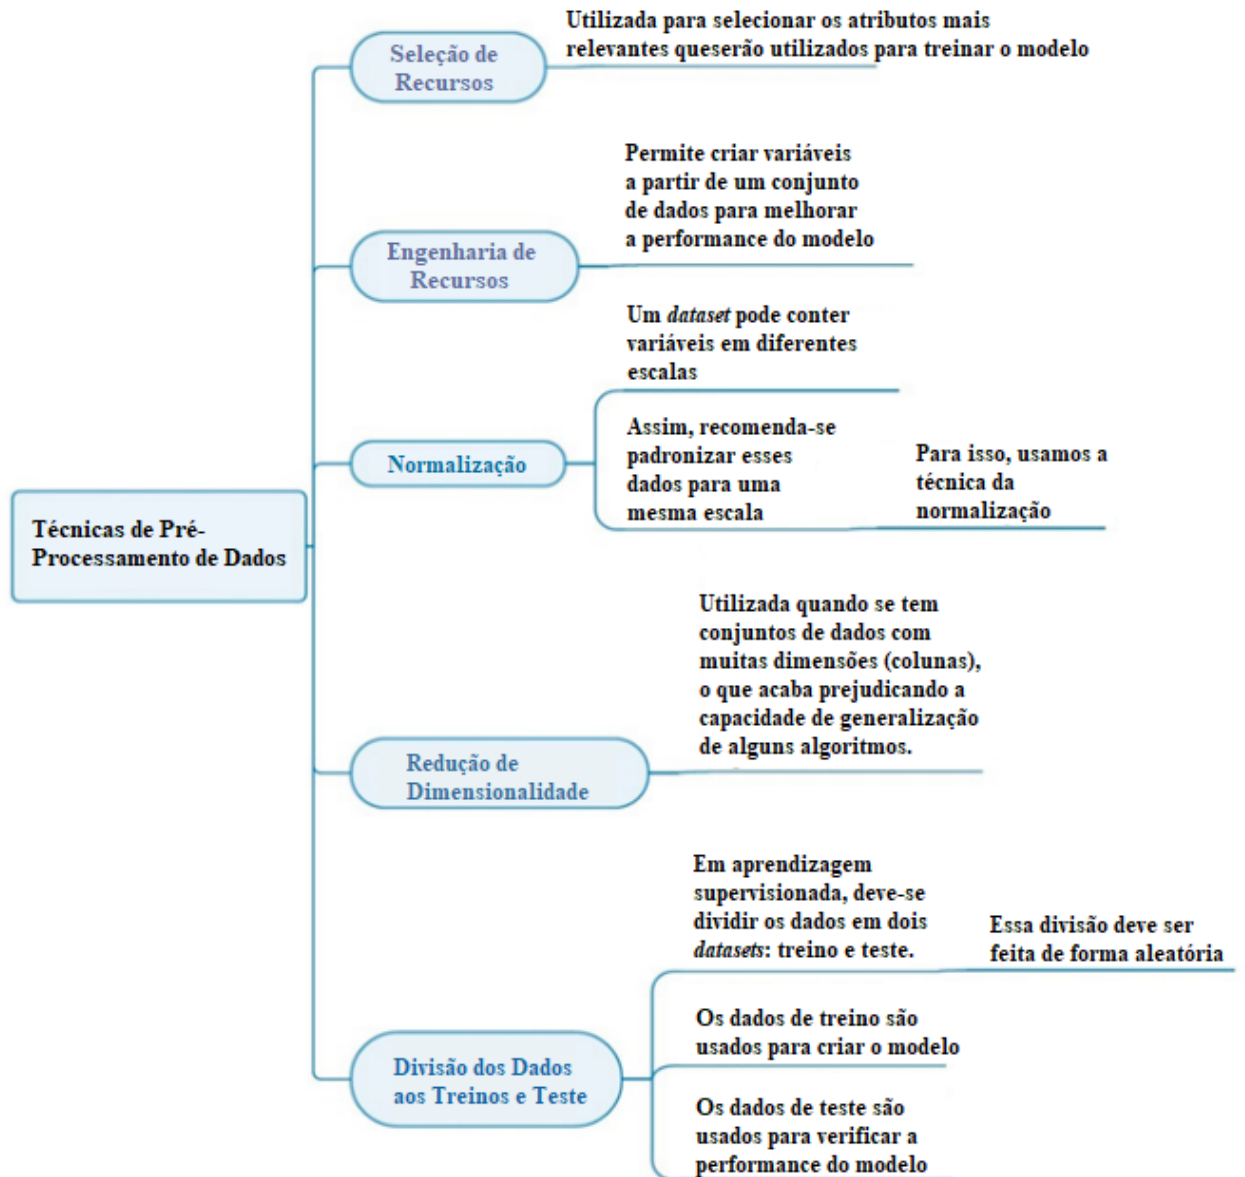 Técnicas de Pré-
Processamento de Dados
Seleção de
Recursos
Utilizada para selecionar os atributos mais
relevantes queserão utilizados para treinar o modelo
Engenharia de
Recursos
Permite criar variáveis
a partir de um conjunto
de dados para melhorar
a performance do modelo
Normalização
Um dataset pode conter
variáveis em diferentes
escalas
Assim, recomenda-se
padronizar esses
dados para uma
mesma escala
Para isso, usamos a
técnica da
normalização
Redução de
Dimensionalidade
Utilizada quando se tem
conjuntos de dados com
muitas dimensões (colunas),
o que acaba prejudicando a
capacidade de generalização
de alguns algoritmos.
Divisão dos Dados
aos Treinos e Teste
Em aprendizagem
supervisionada, deve-se
dividir os dados em dois
datasets: treino e teste.
Essa divisão deve ser
feita de forma aleatória
Os dados de treino são
usados para criar o modelo
Os dados de teste são
usados para verificar a
performance do modelo